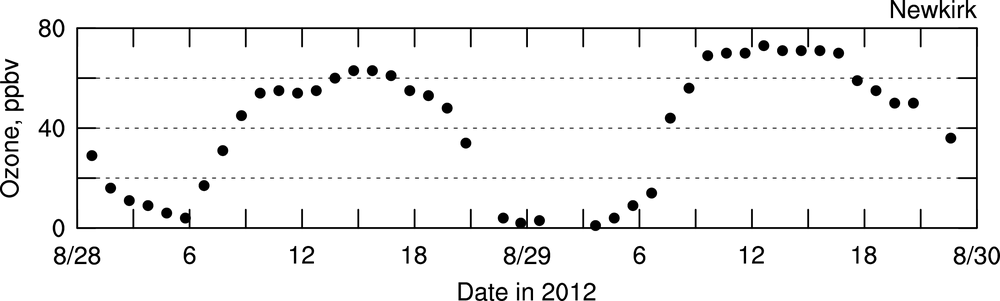 Newkirk
80
40
0
Ozone, ppbv
8/28 6 12 18 8/29 6 12 18 8/30
Date in 2012